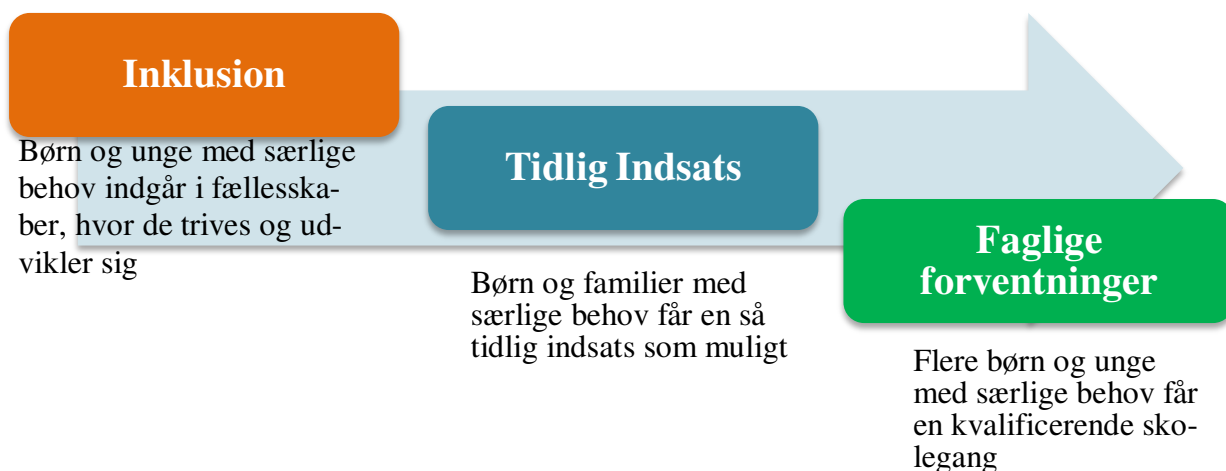 Inklusion
Børn og unge med særlige
behov indgår i fællesska-
ber, hvor de trives og ud-
vikler sig
Tidlig Indsats
Børn og familier med
særlige behov får en så
tidlig indsats som muligt
Faglige
forventninger
Flere børn og unge
med særlige behov får
en kvalificerende sko-
legang